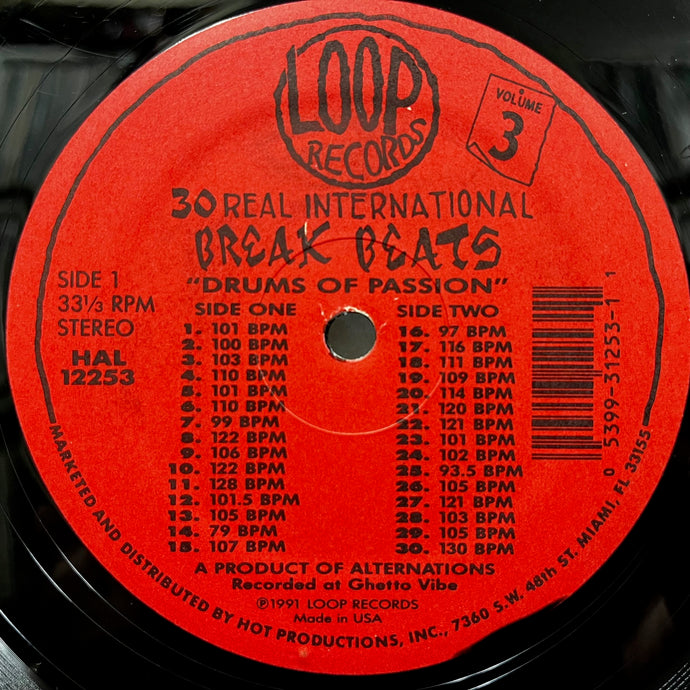 LOOP
RECORDS
VOLUME
3
30 REAL INTERNATIONAL
BREAK BEATS
"DRUMS OF PASSION"
SIDE 1
33 1/3 RPM
STEREO
HAL
12253
SIDE ONE
1. 101 BPM
2. 100 BPM
3. 103 BPM
4. 110 BPM
5. 101 BPM
6. 110 BPM
7. 99 BPM
8. 122 BPM
9. 106 BPM
10. 122 BPM
11. 128 BPM
12. 101.5 BPM
13. 105 BPM
14. 79 BPM
15. 107 BPM
SIDE TWO
16. 97 BPM
17. 116 BPM
18. 111 BPM
19. 109 BPM
20. 114 BPM
21. 120 BPM
22. 121 BPM
23. 101 BPM
24. 102 BPM
25. 93.5 BPM
26. 105 BPM
27. 121 BPM
28. 103 BPM
29. 105 BPM
30. 130 BPM
0 5399-31253-1 1
A PRODUCT OF ALTERNATIONS
Recorded at Ghetto Vibe
℗1991 LOOP RECORDS
Made in USA
MARKETED AND DISTRIBUTED BY HOT PRODUCTIONS, INC., 7360 S.W. 48th ST. MIAMI, FL 33155